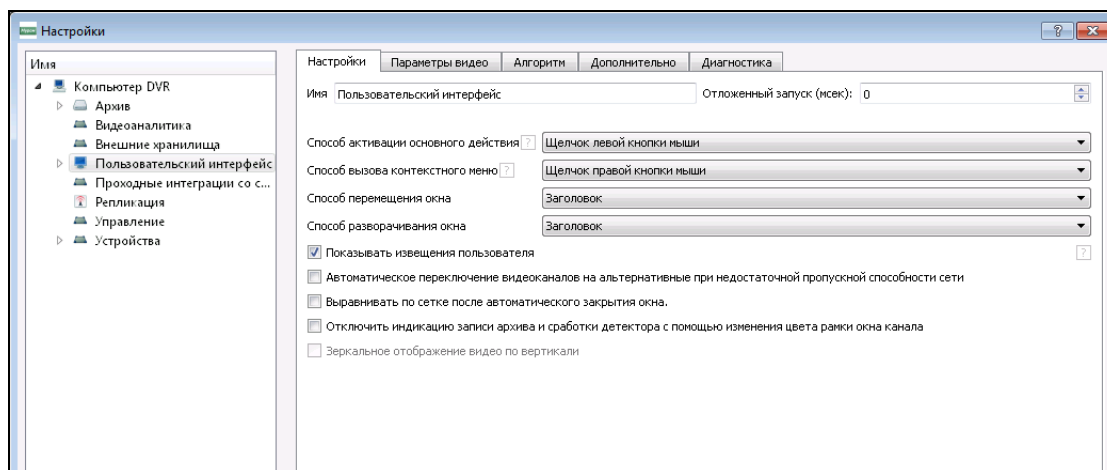 Настройки
Имя
Компьютер DVR
Архив
Видеоаналитика
Внешние хранилища
Пользовательский интерфейс
Проходные интеграции со с...
Репликация
Управление
Устройства
Настройки Параметры видео Алгоритм Дополнительно Диагностика
Имя Пользовательский интерфейс Отложенный запуск (мсек): 0
Способ активации основного действия ? Щелчок левой кнопки мыши
Способ вызова контекстного меню ? Щелчок правой кнопки мыши
Способ перемещения окна Заголовок
Способ разворачивания окна Заголовок
Показывать извещения пользователя ?
Автоматическое переключение видеоканалов на альтернативные при недостаточной пропускной способности сети
Выравнивать по сетке после автоматического закрытия окна.
Отключить индикацию записи архива и сработки детектора с помощью изменения цвета рамки окна канала
Зеркальное отображение видео по вертикали